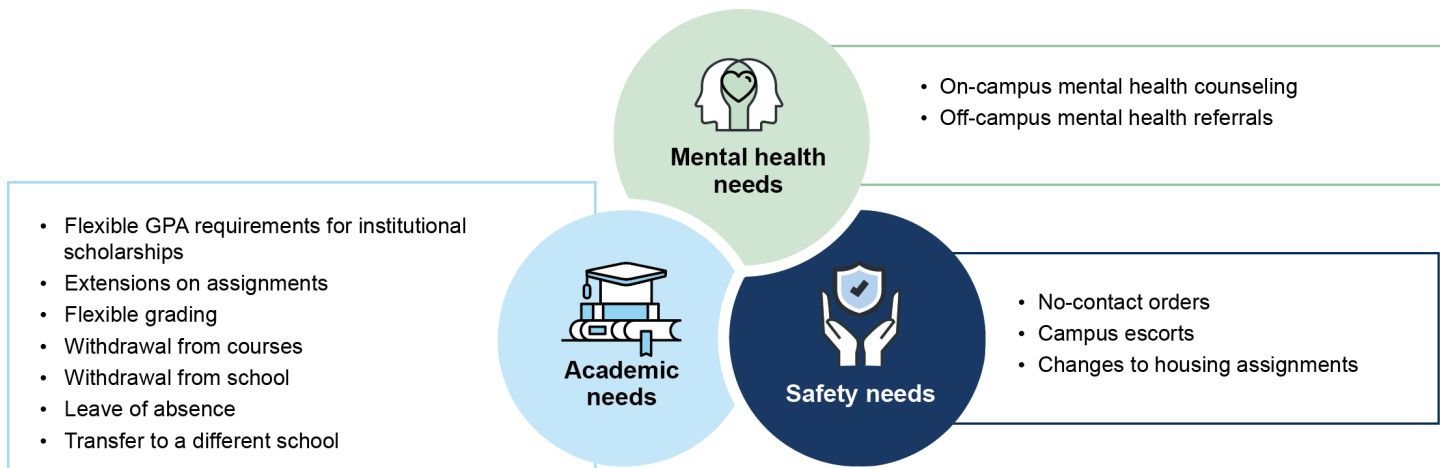 Mental health
needs
• On-campus mental health counseling
• Off-campus mental health referrals
• Flexible GPA requirements for institutional
scholarships
• Extensions on assignments
• Flexible grading
• Withdrawal from courses
• Withdrawal from school
• Leave of absence
• Transfer to a different school
Academic
needs
Safety needs
• No-contact orders
• Campus escorts
• Changes to housing assignments